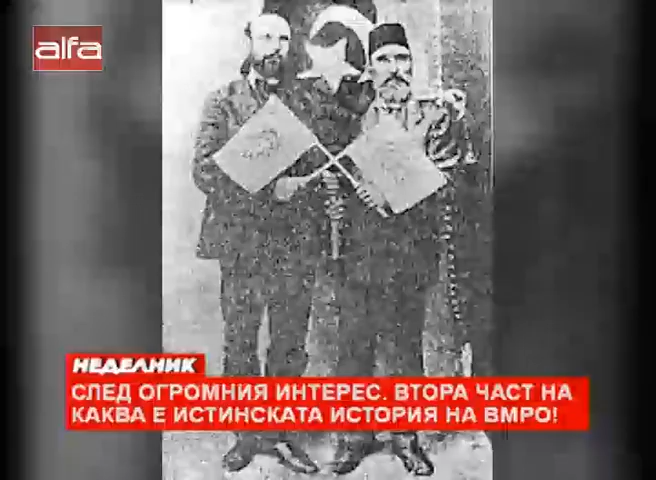 alfa
НЕДЕЛНИК
СЛЕД ОГРОМНИЯ ИНТЕРЕС. ВТОРА ЧАСТ НА
КАКВА Е ИСТИНСКАТА ИСТОРИЯ НА ВМРО!